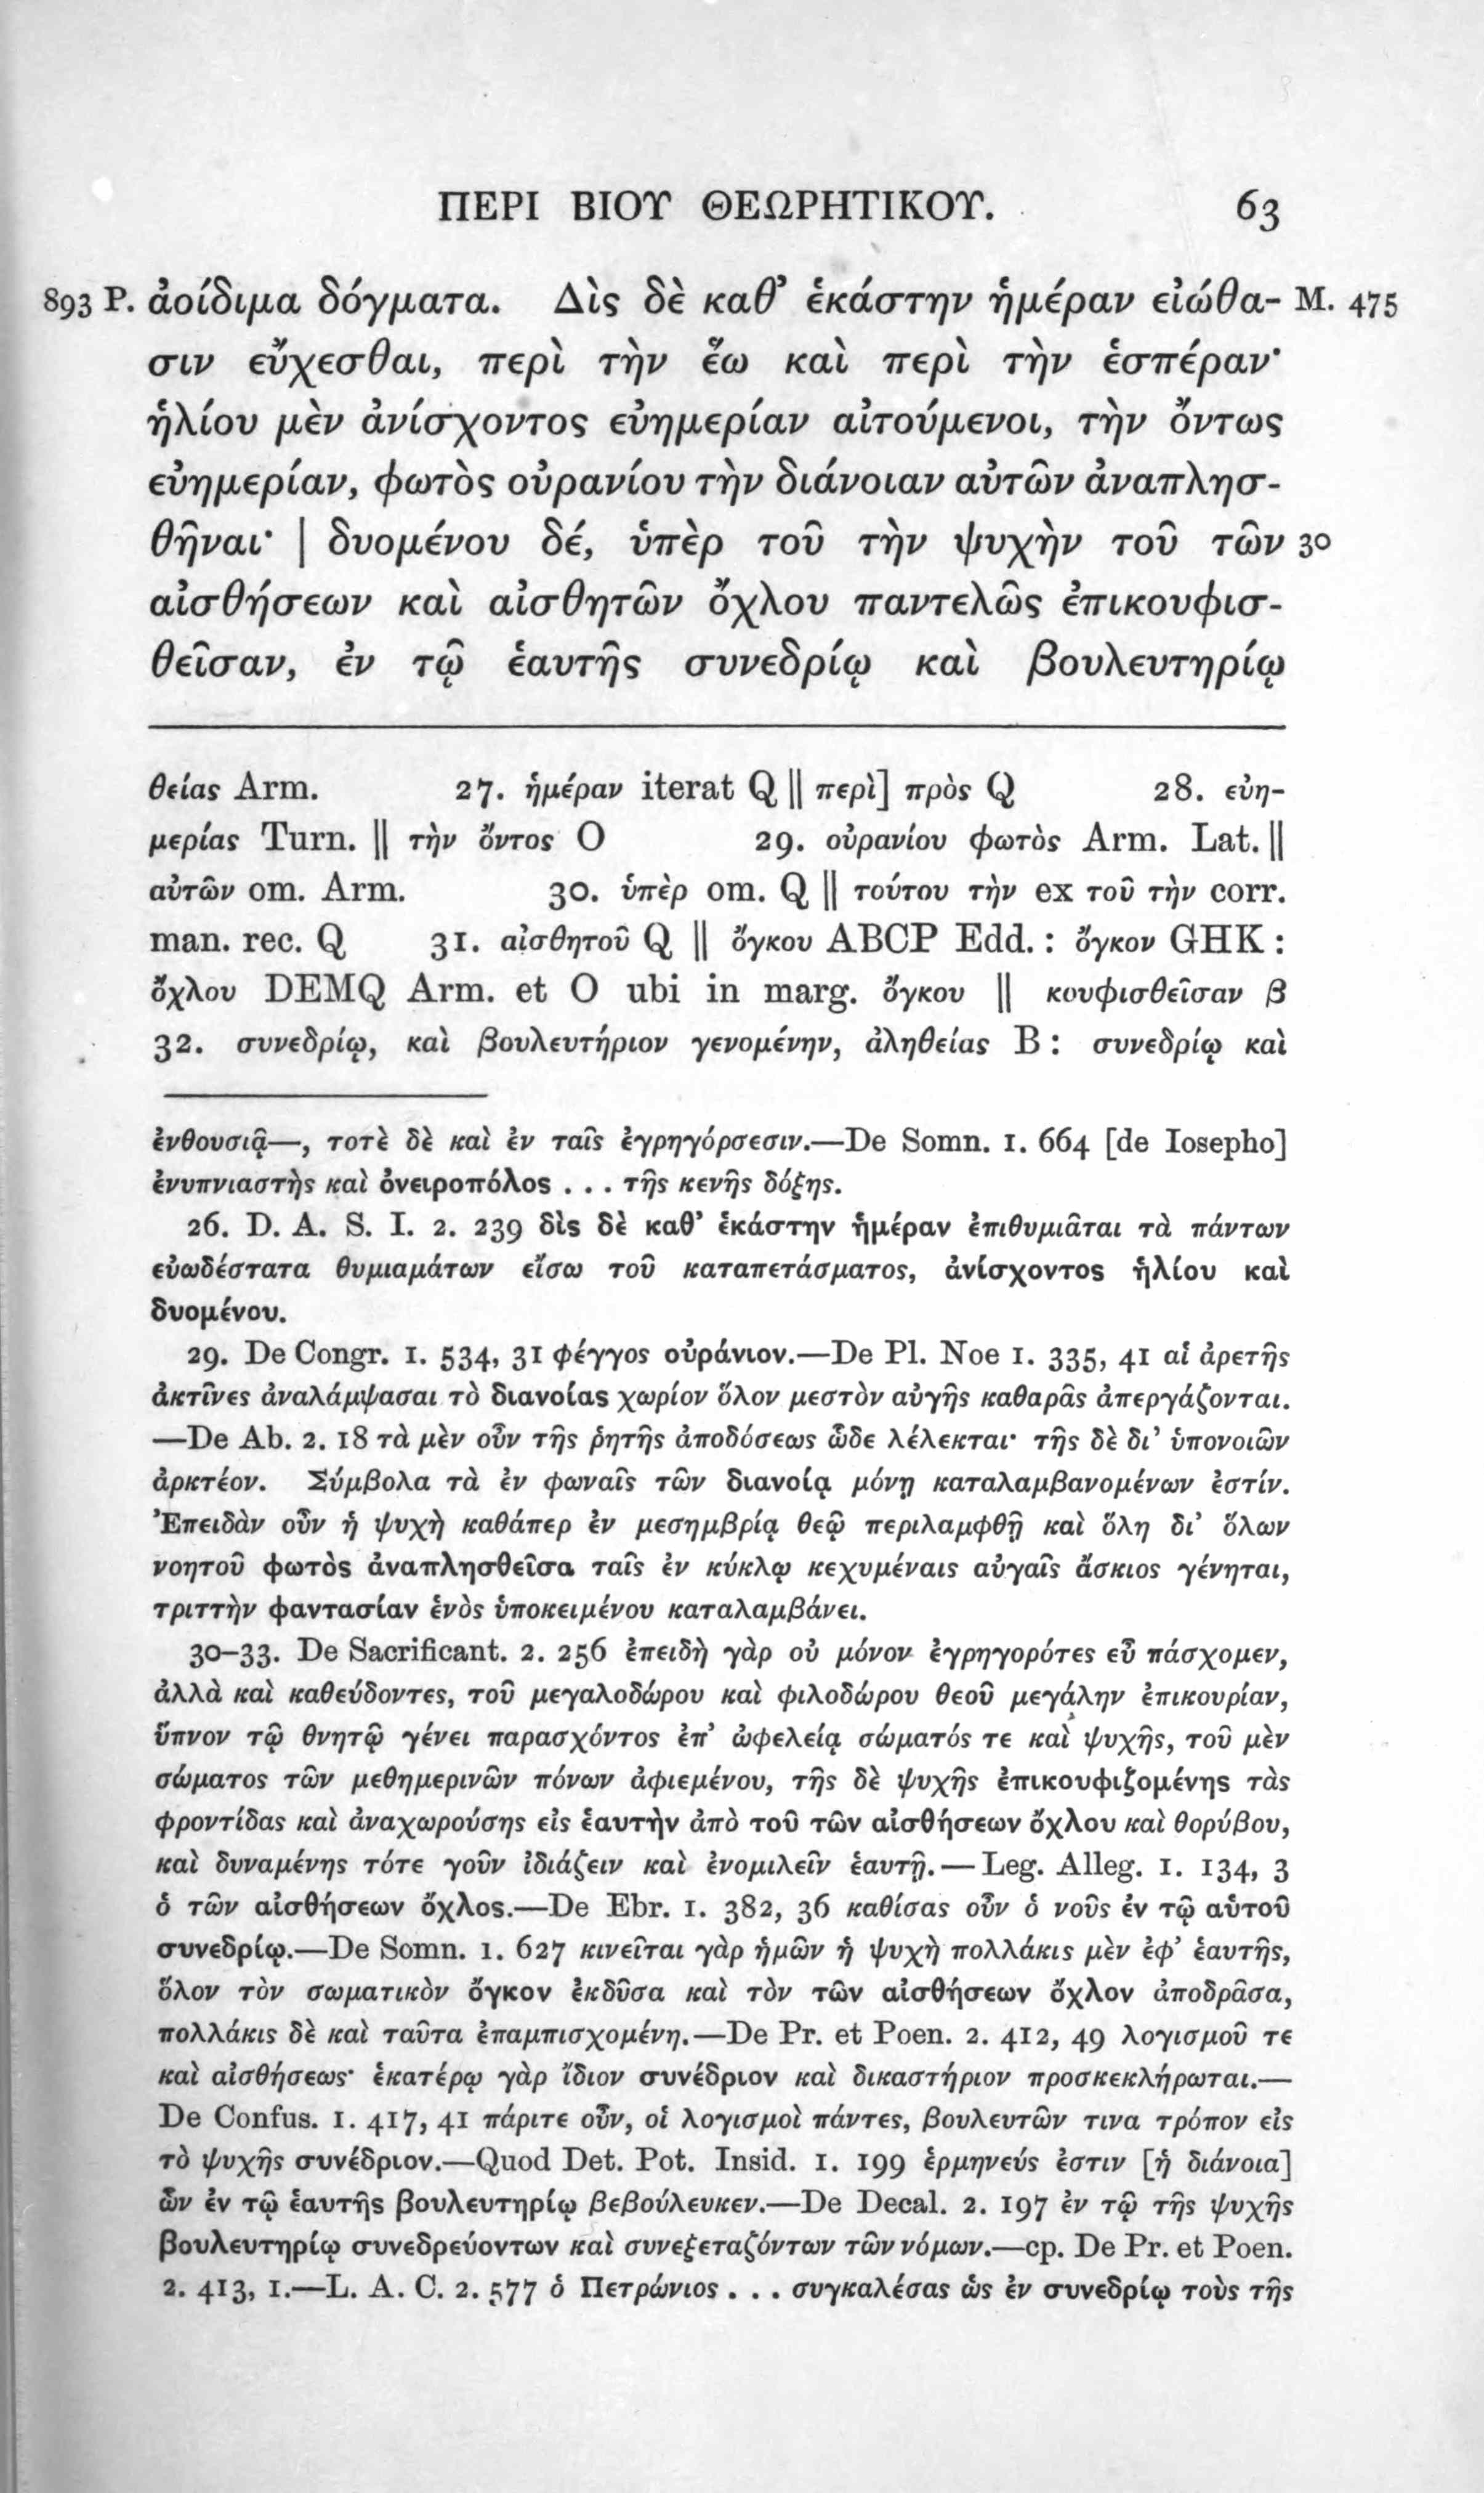 ΠΕΡΙ ΒΙΟΥ ΘΕΩΡΗΤΙΚΟΥ. 63
893 P. ἀοίδιμα δόγματα. Δὶς δὲ καθ’ ἑκάστην ἡμέραν εἰώθα- M. 475
σιν εὔχεσθαι, περὶ τὴν ἕω καὶ περὶ τὴν ἑσπέραν·
ἡλίου μὲν ἀνίσχοντος εὐημερίαν αἰτούμενοι, τὴν ὄντως
εὐημερίαν, φωτὸς οὐρανίου τὴν διάνοιαν αὐτῶν ἀναπλησ-
θῆναι· | δυομένου δέ, ὑπὲρ τοῦ τὴν ψυχὴν τοῦ τῶν 30
αἰσθήσεων καὶ αἰσθητῶν ὄχλου παντελῶς ἐπικουφισ-
θεῖσαν, ἐν τῷ ἑαυτῆς συνεδρίῳ καὶ βουλευτηρίῳ
θείας Arm. 27. ἡμέραν iterat Q || περὶ] πρὸς Q 28. εὐη-
μερίας Turn. || τὴν ὄντος O 29. οὐρανίου φωτὸς Arm. Lat. ||
αὐτῶν om. Arm. 30. ὑπὲρ om. Q || τούτου τὴν ex τοῦ τὴν corr.
man. rec. Q 31. αἰσθητοῦ Q || ὄγκου ABCP Edd. : ὄγκον GHK :
ὄχλου DEMQ Arm. et O ubi in marg. ὄγκου || κουφισθεῖσαν β
32. συνεδρίῳ, καὶ βουλευτήριον γενομένην, ἀληθείας B : συνεδρίῳ καὶ
ἐνθουσιᾷ—, τοτὲ δὲ καὶ ἐν ταῖς ἐγρηγόρσεσιν.—De Somn. 1. 664 [de Iosepho]
ἐνυπνιαστὴς καὶ ὀνειροπόλος . . . τῆς κενῆς δόξης.
26. D. A. S. I. 2. 239 δὶς δὲ καθ’ ἑκάστην ἡμέραν ἐπιθυμιᾶται τὰ πάντων
εὐωδέστατα θυμιαμάτων εἴσω τοῦ καταπετάσματος, ἀνίσχοντος ἡλίου καὶ
δυομένου.
29. De Congr. 1. 534, 31 φέγγος οὐράνιον.—De Pl. Noe 1. 335, 41 αἱ ἀρετῆς
ἀκτῖνες ἀναλάμψασαι τὸ διανοίας χωρίον ὅλον μεστὸν αὐγῆς καθαρᾶς ἀπεργάζονται.
—De Ab. 2. 18 τὰ μὲν οὖν τῆς ῥητῆς ἀποδόσεως ὧδε λέλεκται· τῆς δὲ δι’ ὑπονοιῶν
ἀρκτέον. Σύμβολα τὰ ἐν φωναῖς τῶν διανοίᾳ μόνῃ καταλαμβανομένων ἐστίν.
Ἐπειδὰν οὖν ἡ ψυχὴ καθάπερ ἐν μεσημβρίᾳ θεῷ περιλαμφθῇ καὶ ὅλη δι’ ὅλων
νοητοῦ φωτὸς ἀναπλησθεῖσα ταῖς ἐν κύκλῳ κεχυμέναις αὐγαῖς ἄσκιος γένηται,
τριττὴν φαντασίαν ἑνὸς ὑποκειμένου καταλαμβάνει.
30–33. De Sacrificant. 2. 256 ἐπειδὴ γὰρ οὐ μόνον ἐγρηγορότες εὖ πάσχομεν,
ἀλλὰ καὶ καθεύδοντες, τοῦ μεγαλοδώρου καὶ φιλοδώρου θεοῦ μεγάλην ἐπικουρίαν,
ὕπνον τῷ θνητῷ γένει παρασχόντος ἐπ’ ὠφελείᾳ σώματός τε καὶ ψυχῆς, τοῦ μὲν
σώματος τῶν μεθημερινῶν πόνων ἀφιεμένου, τῆς δὲ ψυχῆς ἐπικουφιζομένης τὰς
φροντίδας καὶ ἀναχωρούσης εἰς ἑαυτὴν ἀπὸ τοῦ τῶν αἰσθήσεων ὄχλου καὶ θορύβου,
καὶ δυναμένης τότε γοῦν ἰδιάζειν καὶ ἐνομιλεῖν ἑαυτῇ.—Leg. Alleg. 1. 134, 3
ὁ τῶν αἰσθήσεων ὄχλος.—De Ebr. 1. 382, 36 καθίσας οὖν ὁ νοῦς ἐν τῷ αὑτοῦ
συνεδρίῳ.—De Somn. 1. 627 κινεῖται γὰρ ἡμῶν ἡ ψυχὴ πολλάκις μὲν ἐφ’ ἑαυτῆς,
ὅλον τὸν σωματικὸν ὄγκον ἐκδῦσα καὶ τὸν τῶν αἰσθήσεων ὄχλον ἀποδρᾶσα,
πολλάκις δὲ καὶ ταῦτα ἐπαμπισχομένη.—De Pr. et Poen. 2. 412, 49 λογισμοῦ τε
καὶ αἰσθήσεως· ἑκατέρῳ γὰρ ἴδιον συνέδριον καὶ δικαστήριον προσκεκλήρωται.—
De Confus. 1. 417, 41 πάριτε οὖν, οἱ λογισμοὶ πάντες, βουλευτῶν τινα τρόπον εἰς
τὸ ψυχῆς συνέδριον.—Quod Det. Pot. Insid. 1. 199 ἑρμηνεύς ἐστιν [ἡ διάνοια]
ὧν ἐν τῷ ἑαυτῆς βουλευτηρίῳ βεβούλευκεν.—De Decal. 2. 197 ἐν τῷ τῆς ψυχῆς
βουλευτηρίῳ συνεδρεύοντων καὶ συνεξεταζόντων τῶν νόμων.—cp. De Pr. et Poen.
2. 413, 1.—L. A. C. 2. 577 ὁ Πετρώνιος . . . συγκαλέσας ὡς ἐν συνεδρίῳ τοὺς τῆς